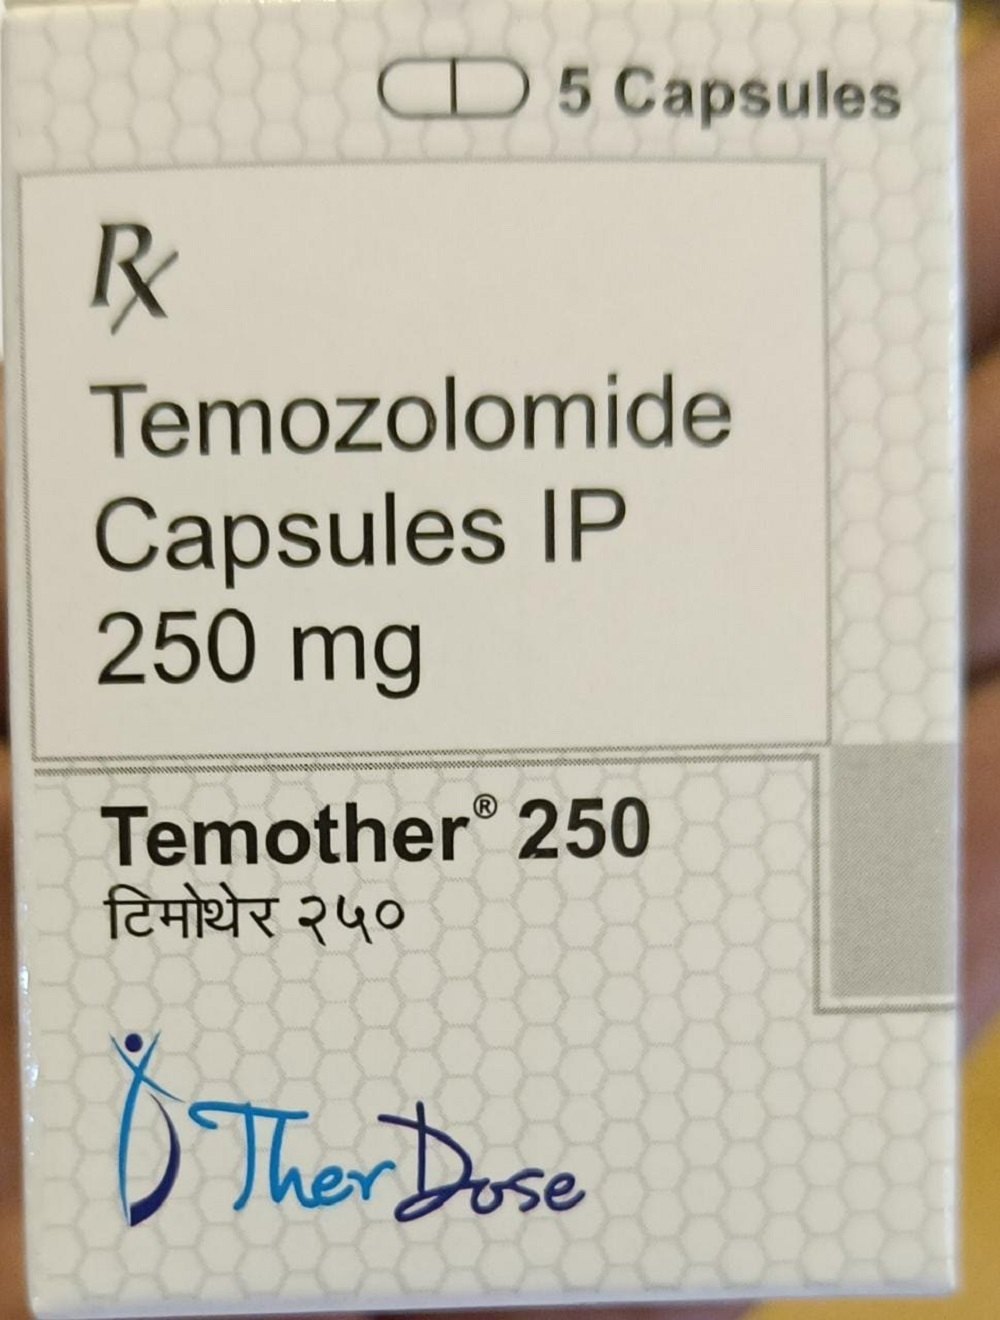 5 Capsules
Rx
Temozolomide
Capsules IP
250 mg
Temother® 250
टिमोथेर २५०
TherDose